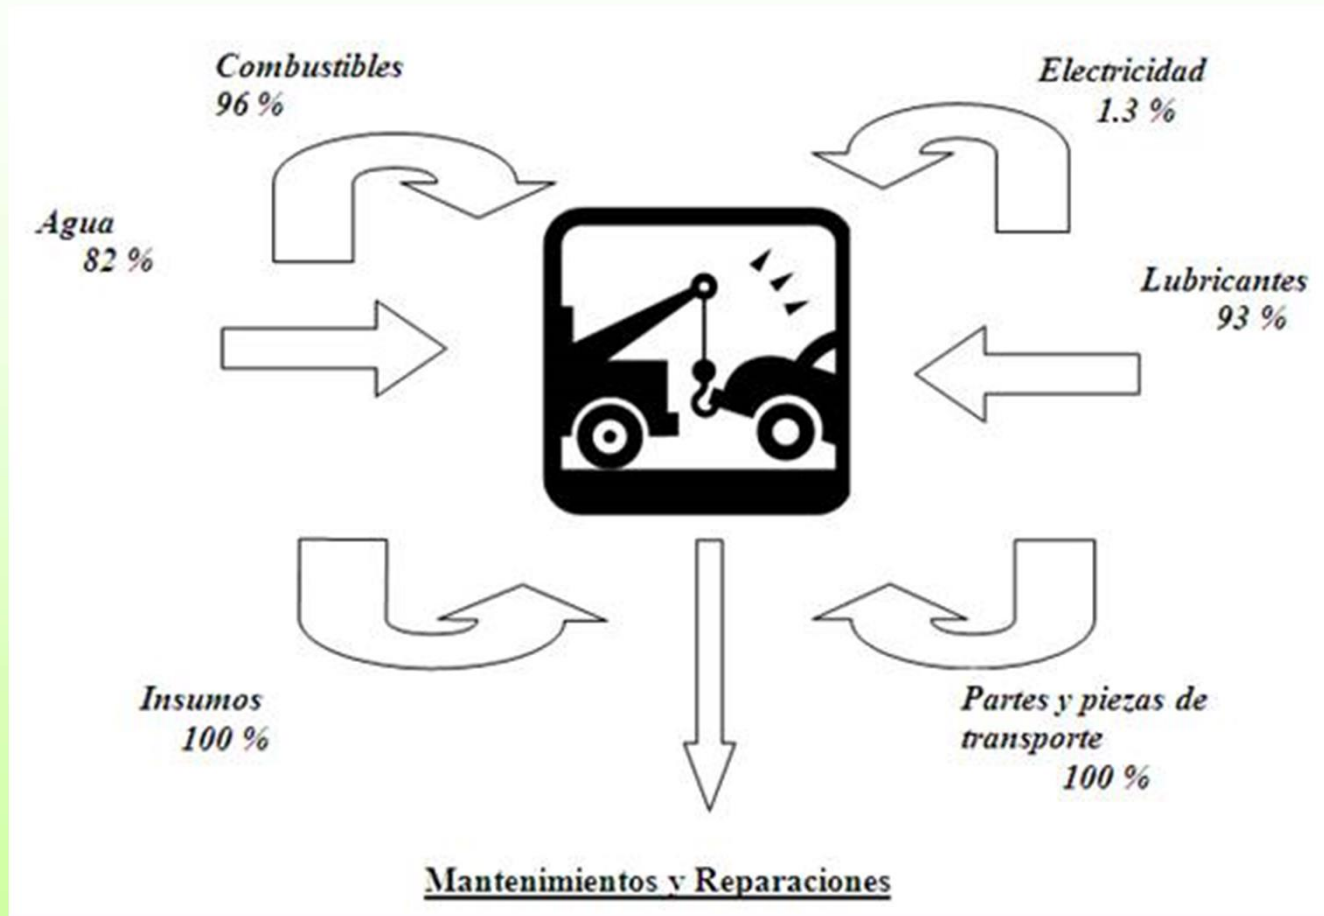 Combustibles
96 %
Electricidad
1.3 %
Agua
82 %
Lubricantes
93 %
Insumos
100 %
Partes y piezas de
transporte
100 %
Mantenimientos y Reparaciones